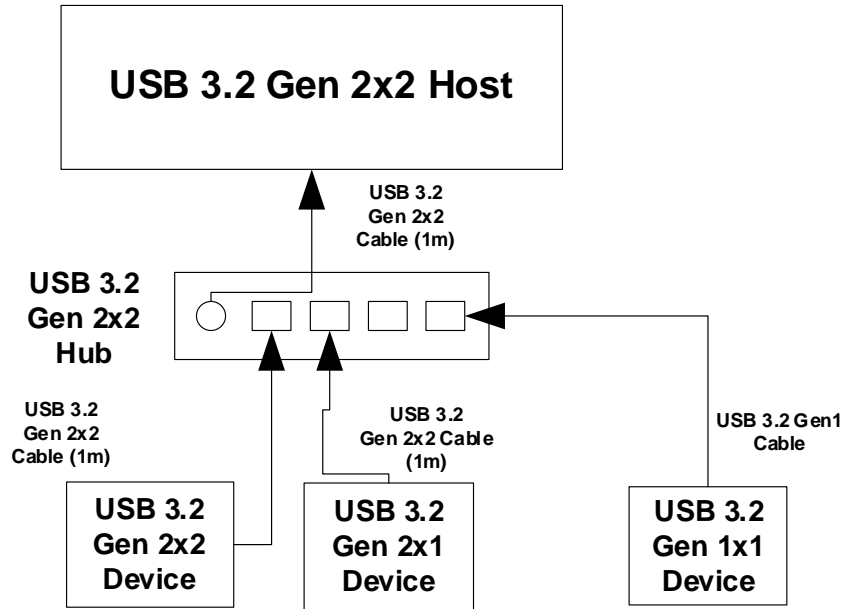 USB 3.2 Gen 2x2 Host
USB 3.2
Gen 2x2
Cable (1m)
USB 3.2
Gen 2x2
Hub
USB 3.2
Gen 2x2
Cable (1m)
USB 3.2
Gen 2x2 Cable
(1m)
USB 3.2 Gen1
Cable
USB 3.2
Gen 2x2
Device
USB 3.2
Gen 2x1
Device
USB 3.2
Gen 1x1
Device